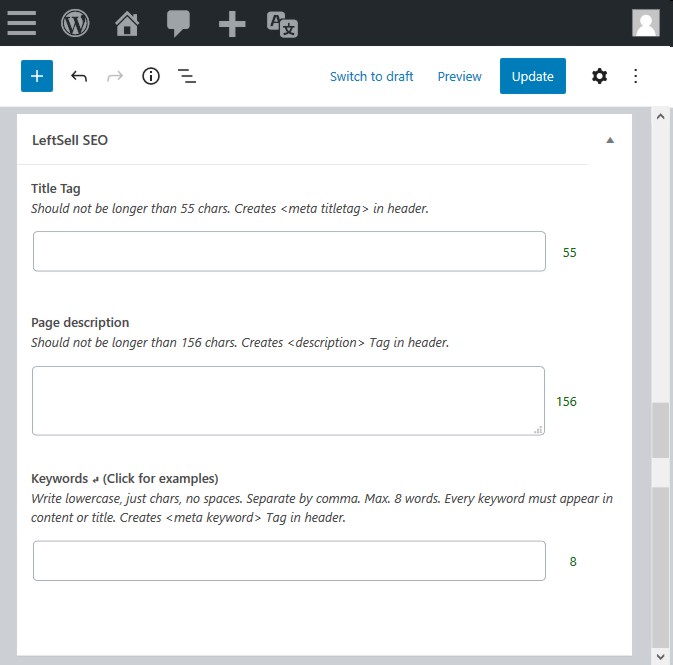 Switch to draft Preview Update
LeftSell SEO
Title Tag
Should not be longer than 55 chars. Creates <meta titletag> in header.
55
Page description
Should not be longer than 156 chars. Creates <description> Tag in header.
156
Keywords ↲ (Click for examples)
Write lowercase, just chars, no spaces. Separate by comma. Max. 8 words. Every keyword must appear in
content or title. Creates <meta keyword> Tag in header.
8